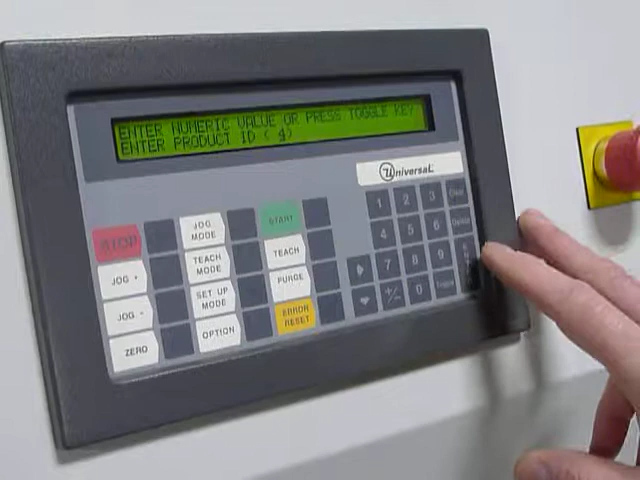 ENTER NUMERIC VALUE OR PRESS TOGGLE KEY
ENTER PRODUCT ID ( 4)
Universal
STOP
JOG MODE
START
1 2 3 Clear
JOG +
TEACH MODE
TEACH
4 5 6
JOG -
SET UP MODE
PURGE
7 8 9
ZERO
OPTION
ERROR RESET
+/- 0